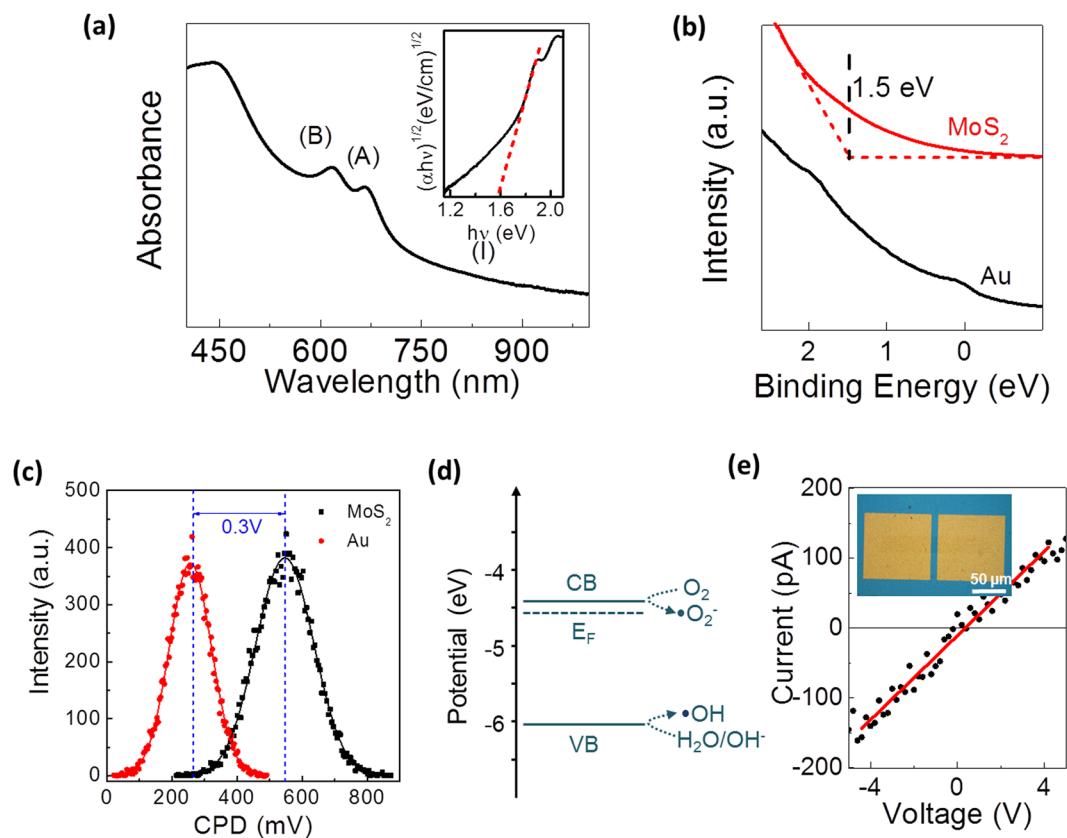 (a)
Absorbance
(B)
(A)
(I)
450
600
750
900
Wavelength (nm)
(αhν)1/2(eV/cm)1/2
1.2
1.6
2.0
hν (eV)
(b)
Intensity (a.u.)
1.5 eV
MoS2
Au
2
1
0
Binding Energy (eV)
(c)
Intensity (a.u.)
500
400
300
200
100
0
0.3V
MoS2
Au
0
200
400
600
800
CPD (mV)
(d)
Potential (eV)
-4
-5
-6
CB
EF
VB
O2
•O2-
•OH
H2O/OH-
(e)
Current (pA)
200
100
0
-100
-200
50 μm
-4
0
4
Voltage (V)